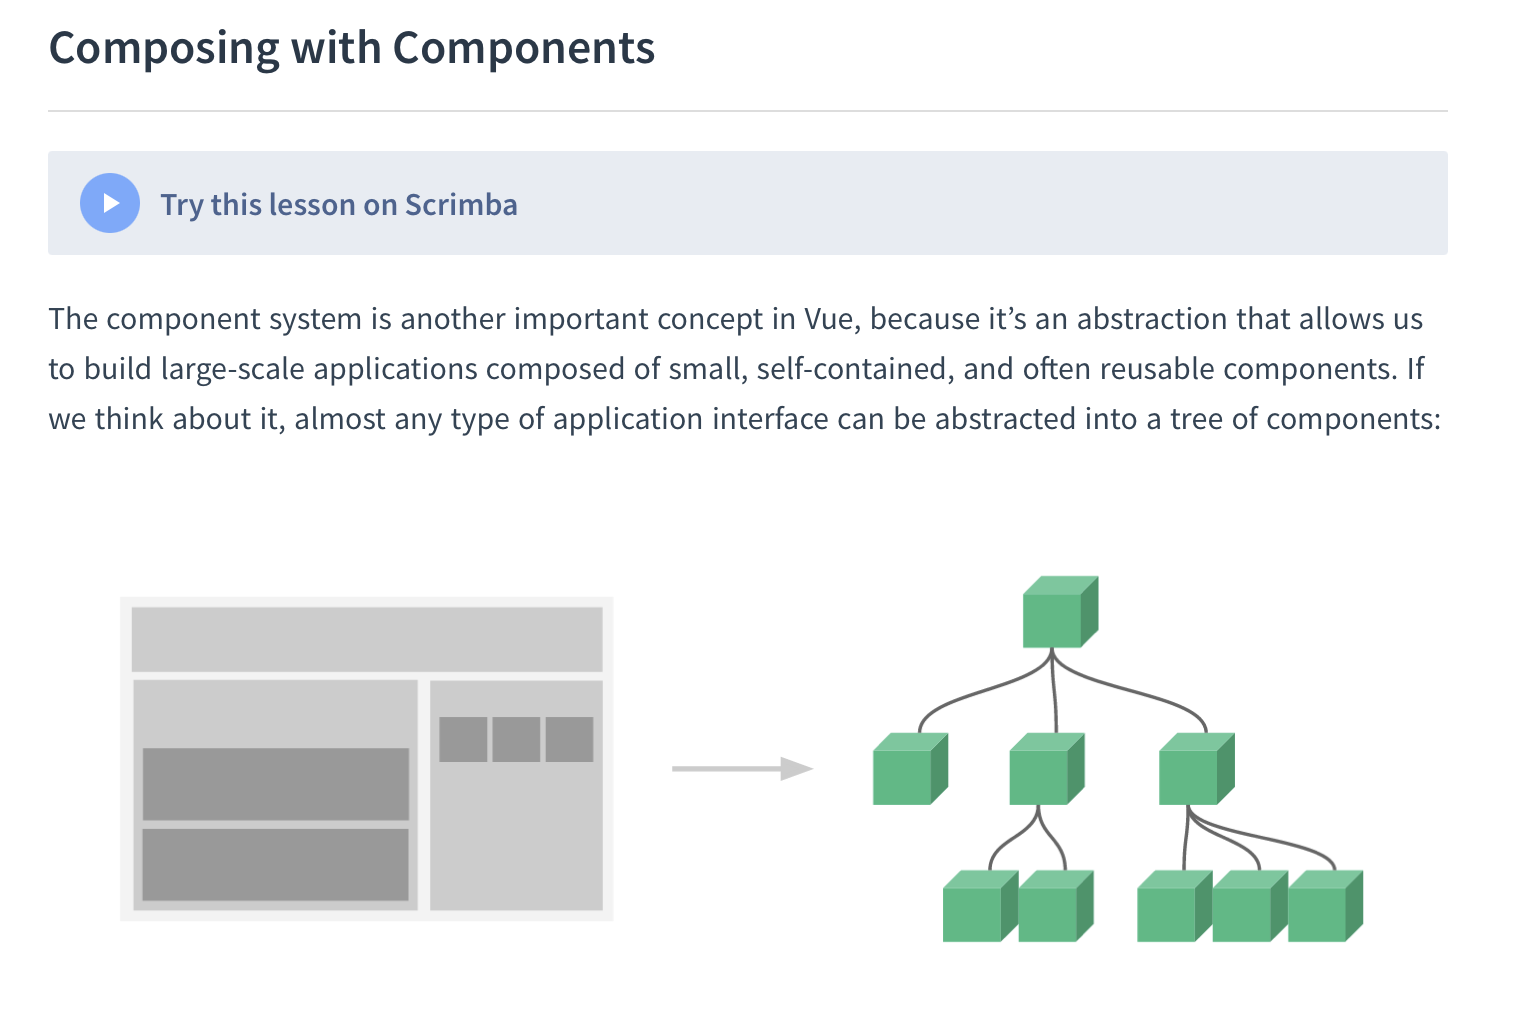 Composing with Components
Try this lesson on Scrimba
The component system is another important concept in Vue, because it’s an abstraction that allows us
to build large-scale applications composed of small, self-contained, and often reusable components. If
we think about it, almost any type of application interface can be abstracted into a tree of components: